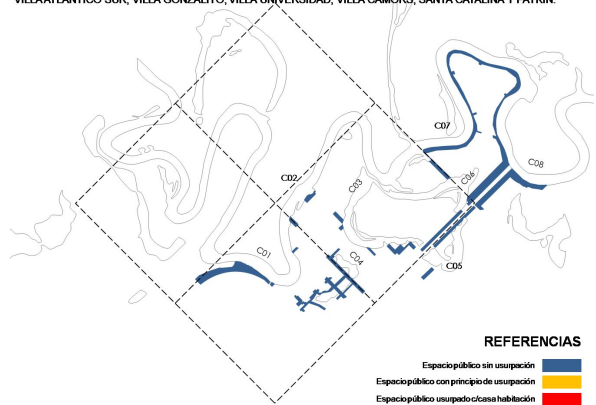 VILLA ATLANTICO SUR, VILLA GONZALITO, VILLA UNIVERSIDAD, VILLA CAMORS, SANTA CATALINA Y PATRIN.
C07
C08
C02
C03
C06
C01
C04
C05
REFERENCIAS
Espacio público sin usurpación
Espacio público con principio de usurpación
Espacio público usurpado c/casa habitación